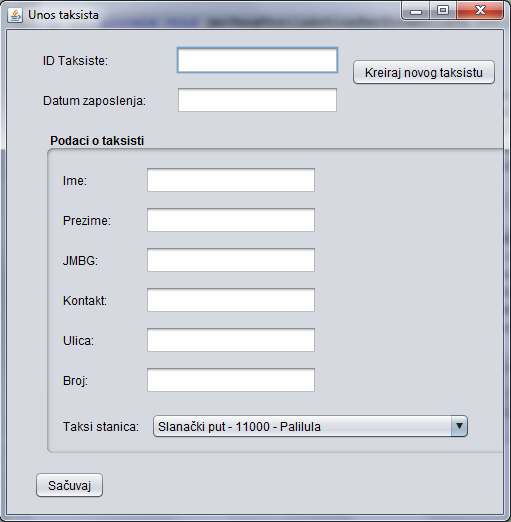 Unos taksista
ID Taksiste:
Kreiraj novog taksistu
Datum zaposlenja:
Podaci o taksisti
Ime:
Prezime:
JMBG:
Kontakt:
Ulica:
Broj:
Taksi stanica: Slanački put - 11000 - Palilula
Sačuvaj